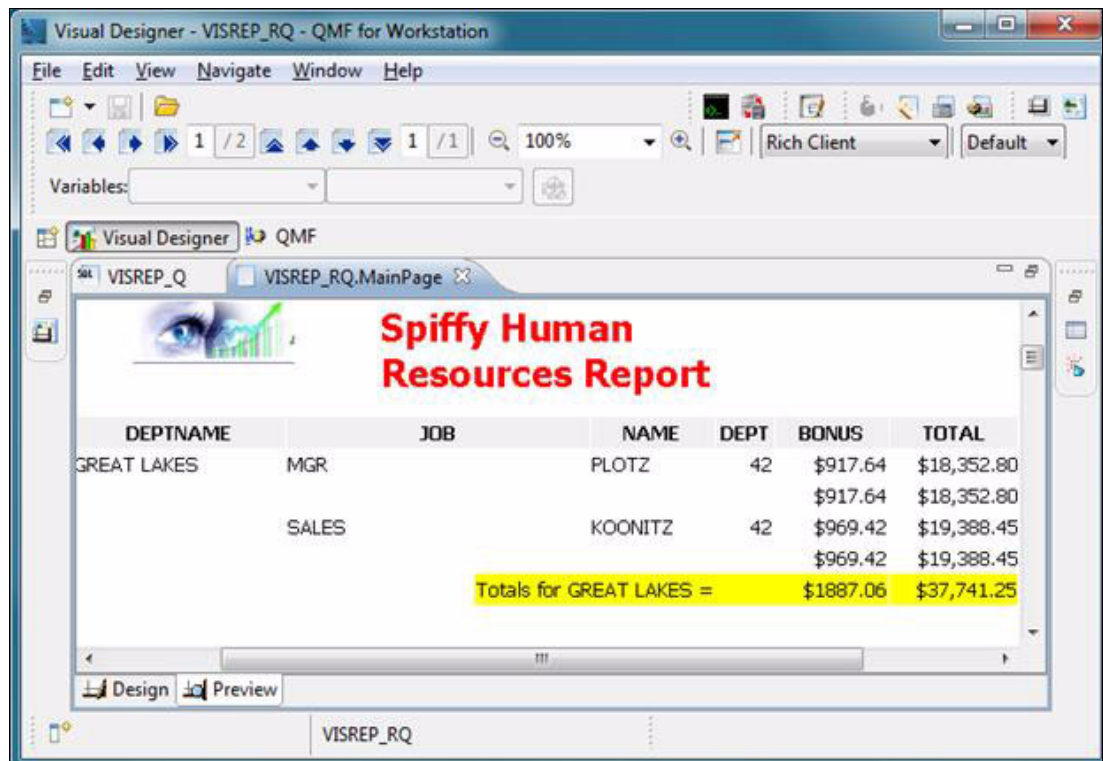 Visual Designer - VISREP_RQ - QMF for Workstation
File Edit View Navigate Window Help
1 /2 1 /1 100% Rich Client Default
Variables:
Visual Designer QMF
SQL VISREP_Q VISREP_RQ.MainPage
Spiffy Human
Resources Report
DEPTNAME JOB NAME DEPT BONUS TOTAL
GREAT LAKES MGR PLOTZ 42 $917.64 $18,352.80
$917.64 $18,352.80
SALES KOONITZ 42 $969.42 $19,388.45
$969.42 $19,388.45
Totals for GREAT LAKES = $1887.06 $37,741.25
Design Preview
VISREP_RQ